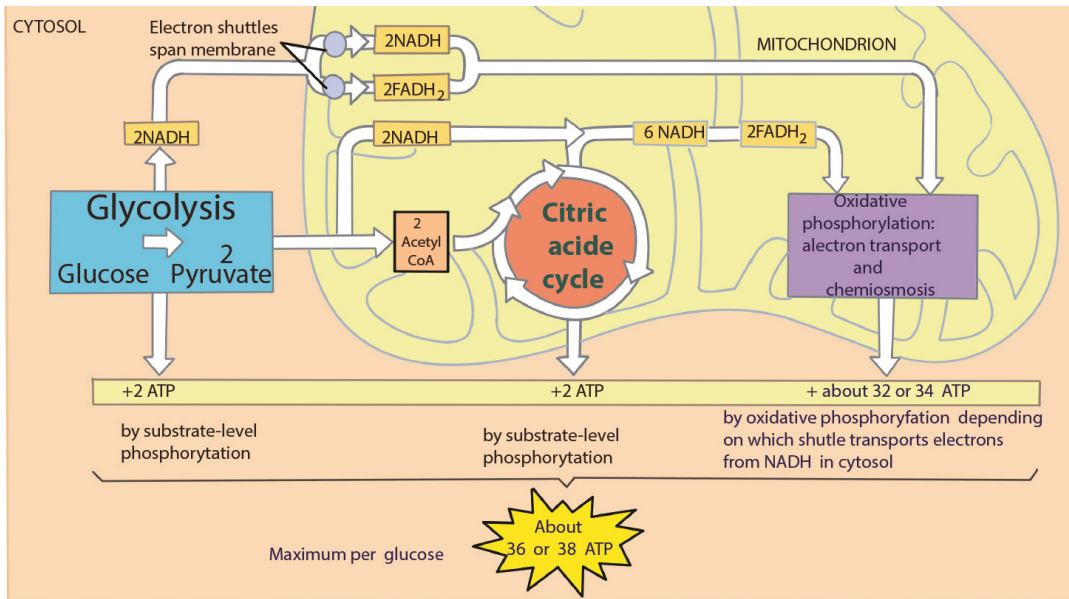 CYTOSOL
Electron shuttles
span membrane
2NADH
2FADH2
MITOCHONDRION
2NADH
2NADH
6 NADH
2FADH2
Glycolysis
Glucose
2
Pyruvate
2
Acetyl
CoA
Citric
acide
cycle
Oxidative
phosphorylation:
alectron transport
and
chemiosmosis
+2 ATP
+2 ATP
+ about 32 or 34 ATP
by substrate-level
phosphorytation
by substrate-level
phosphorytation
by oxidative phosphoryfation depending
on which shutle transports electrons
from NADH in cytosol
Maximum per glucose
About
36 or 38 ATP